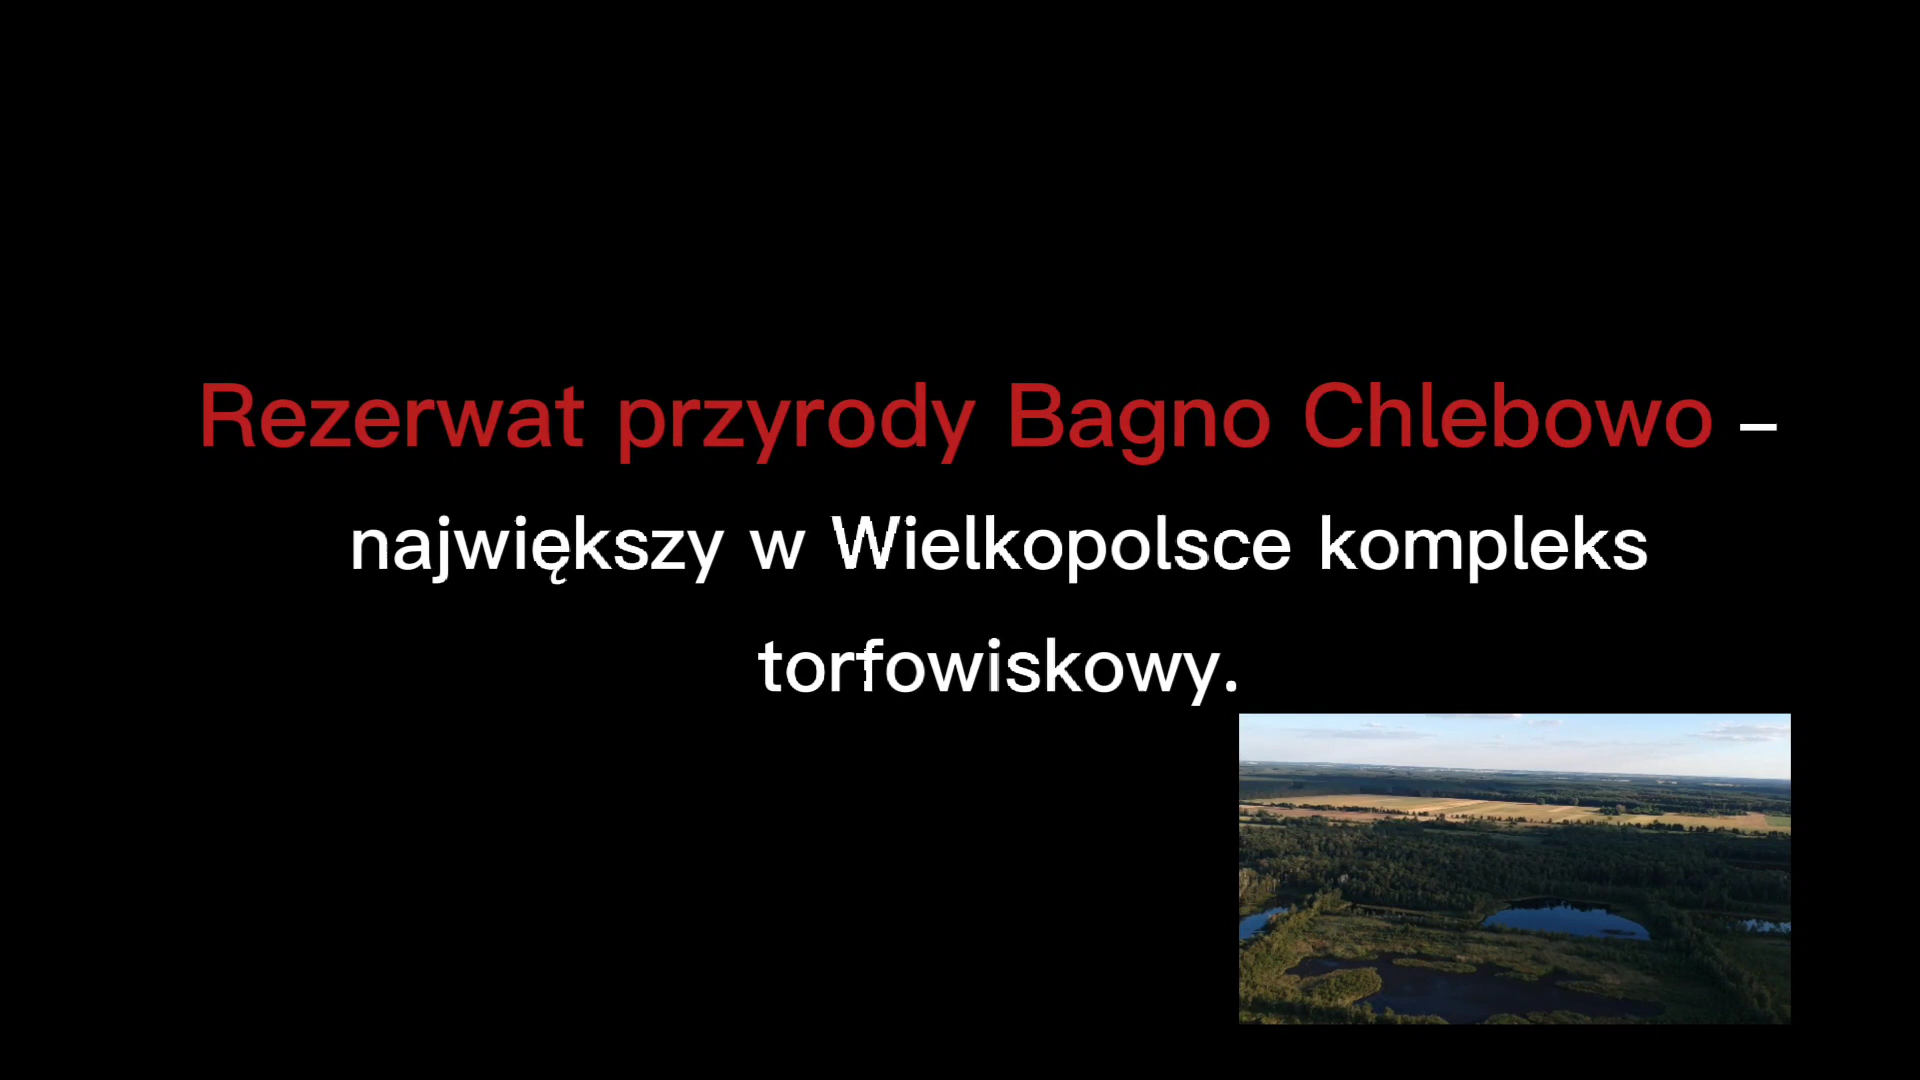 Rezerwat przyrody Bagno Chlebowo –
największy w Wielkopolsce kompleks
torfowiskowy.